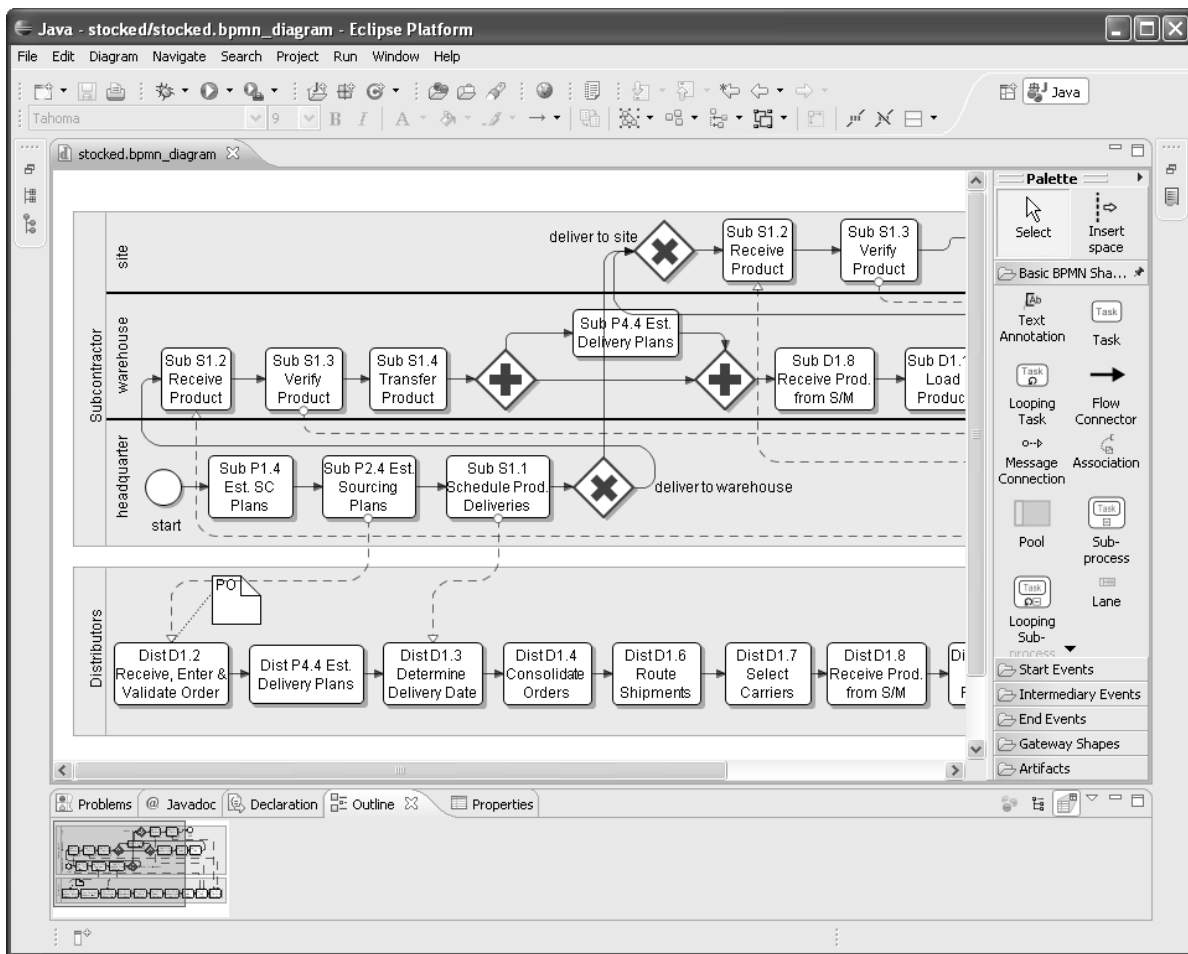 Java - stocked/stocked.bpmn_diagram - Eclipse Platform
File Edit Diagram Navigate Search Project Run Window Help
Java
Tahoma 9 B I A
stocked.bpmn_diagram
Palette
Select
Insert
space
Basic BPMN Sha...
Text
Annotation
Task
Task
Looping
Task
Task
Flow
Connector
Message
Connection
Association
Pool
Task
Sub-
process
Task
Looping
Sub-
process
Lane
Start Events
Intermediary Events
End Events
Gateway Shapes
Artifacts
Subcontractor
site
deliver to site
Sub S1.2
Receive
Product
Sub S1.3
Verify
Product
warehouse
Sub S1.2
Receive
Product
Sub S1.3
Verify
Product
Sub S1.4
Transfer
Product
Sub P4.4 Est.
Delivery Plans
Sub D1.8
Receive Prod.
from S/M
Sub D1.1
Load
Produc
headquarter
start
Sub P1.4
Est. SC
Plans
Sub P2.4 Est.
Sourcing
Plans
Sub S1.1
Schedule Prod.
Deliveries
deliver to warehouse
Distributors
PO
Dist D1.2
Receive, Enter &
Validate Order
Dist P4.4 Est.
Delivery Plans
Dist D1.3
Determine
Delivery Date
Dist D1.4
Consolidate
Orders
Dist D1.6
Route
Shipments
Dist D1.7
Select
Carriers
Dist D1.8
Receive Prod.
from S/M
Problems @ Javadoc Declaration Outline Properties